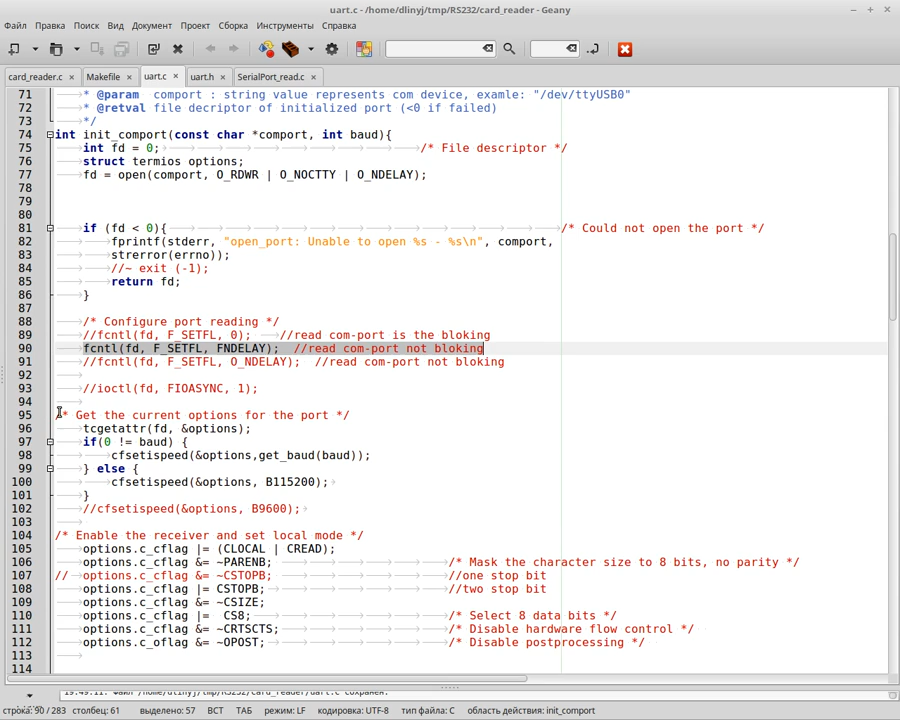 uart.c - /home/dlinyj/tmp/RS232/card_reader - Geany
Файл Правка Поиск Вид Документ Проект Сборка Инструменты Справка
card_reader.c Makefile uart.c uart.h SerialPort_read.c
71 * @param  comport : string value represents com device, examle: "/dev/ttyUSB0"
72 * @retval file decriptor of initialized port (<0 if failed)
73 */
74 int init_comport(const char *comport, int baud){
75 int fd = 0; /* File descriptor */
76 struct termios options;
77 fd = open(comport, O_RDWR | O_NOCTTY | O_NDELAY);
78
79
80
81 if (fd < 0){ /* Could not open the port */
82 fprintf(stderr, "open_port: Unable to open %s - %s\n", comport,
83 strerror(errno));
84 //~ exit (-1);
85 return fd;
86 }
87
88 /* Configure port reading */
89 //fcntl(fd, F_SETFL, 0); //read com-port is the bloking
90 fcntl(fd, F_SETFL, FNDELAY);  //read com-port not bloking
91 //fcntl(fd, F_SETFL, O_NDELAY);  //read com-port not bloking
92
93 //ioctl(fd, FIOASYNC, 1);
94
95 /* Get the current options for the port */
96 tcgetattr(fd, &options);
97 if(0 != baud) {
98 cfsetispeed(&options,get_baud(baud));
99 } else {
100 cfsetispeed(&options, B115200);
101 }
102 //cfsetispeed(&options, B9600);
103
104 /* Enable the receiver and set local mode */
105 options.c_cflag |= (CLOCAL | CREAD);
106 options.c_cflag &= ~PARENB; /* Mask the character size to 8 bits, no parity */
107 // options.c_cflag &= ~CSTOPB; //one stop bit
108 options.c_cflag |= CSTOPB; //two stop bit
109 options.c_cflag &= ~CSIZE;
110 options.c_cflag |=  CS8; /* Select 8 data bits */
111 options.c_cflag &= ~CRTSCTS; /* Disable hardware flow control */
112 options.c_oflag &= ~OPOST; /* Disable postprocessing */
113
114
19:49:11: Файл /home/dlinyj/tmp/RS232/card_reader/uart.c сохранён.
строка: 90 / 283 столбец: 61 выделено: 57 ВСТ ТАБ режим: LF кодировка: UTF-8 тип файла: C область действия: init_comport